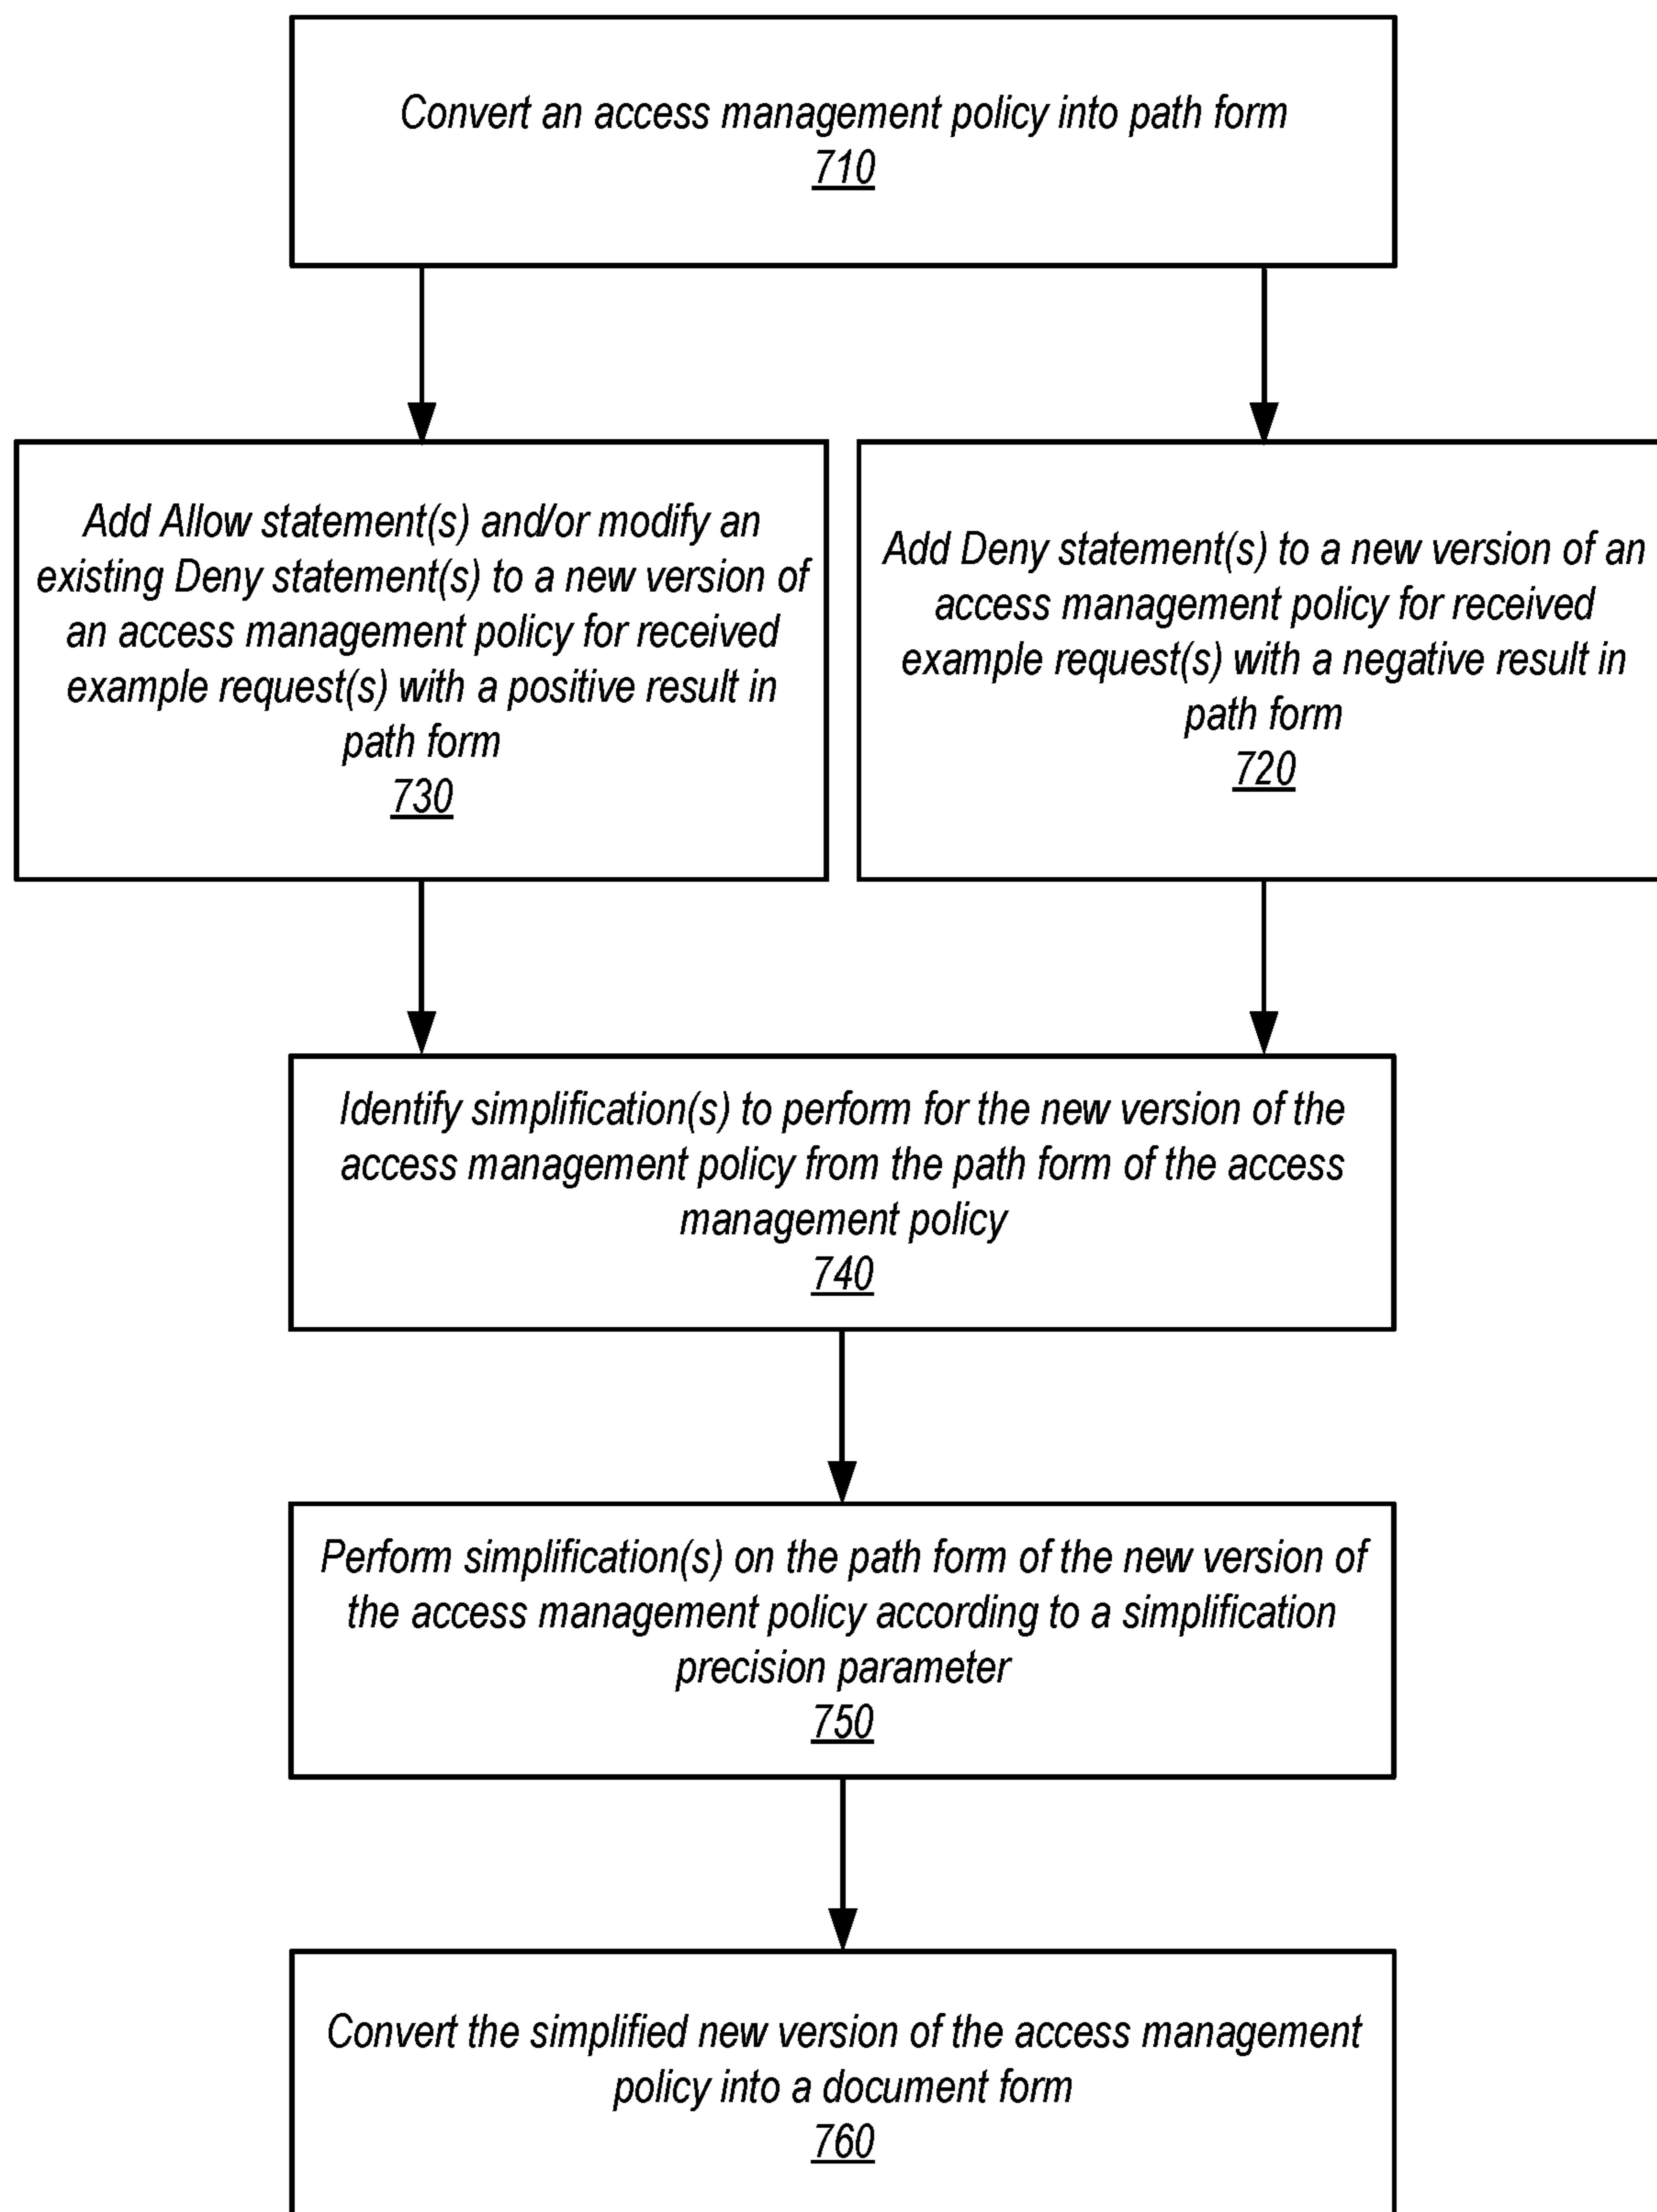 Convert an access management policy into path form
710
Add Allow statement(s) and/or modify an
existing Deny statement(s) to a new version of
an access management policy for received
example request(s) with a positive result in
path form
730
Add Deny statement(s) to a new version of an
access management policy for received
example request(s) with a negative result in
path form
720
Identify simplification(s) to perform for the new version of the
access management policy from the path form of the access
management policy
740
Perform simplification(s) on the path form of the new version of
the access management policy according to a simplification
precision parameter
750
Convert the simplified new version of the access management
policy into a document form
760